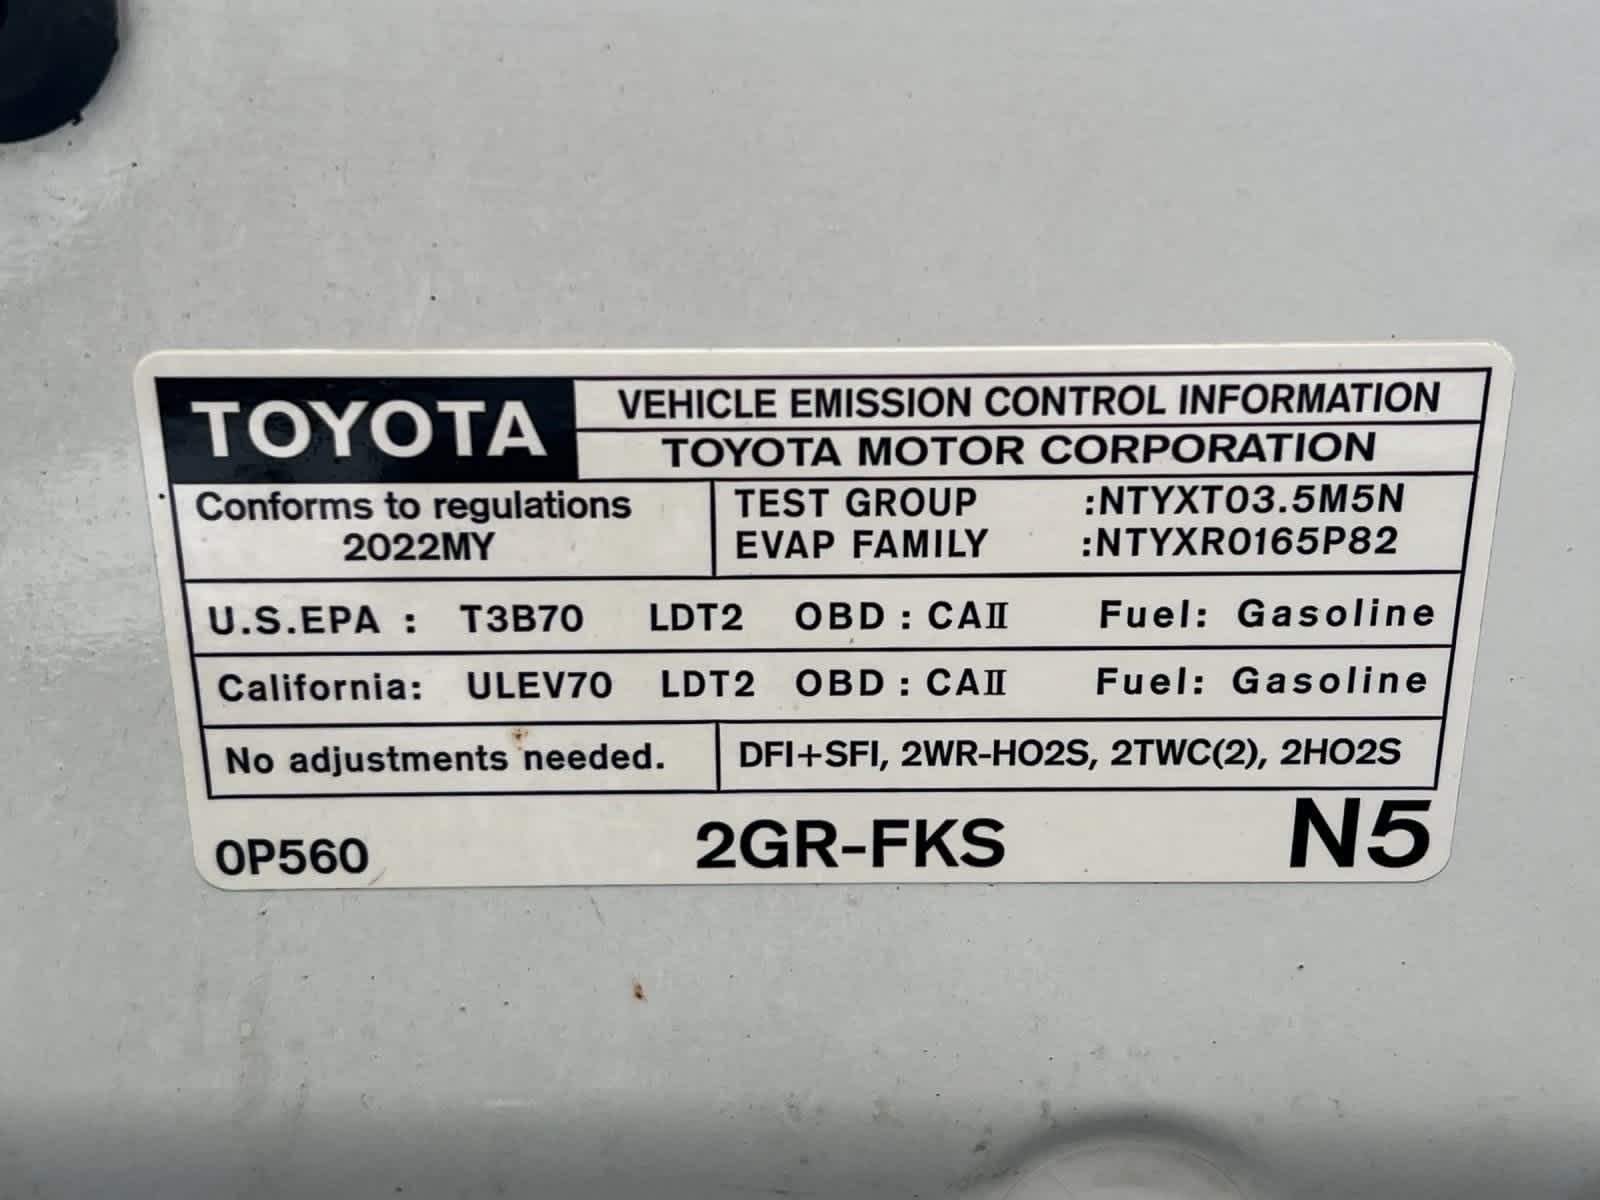 TOYOTA
VEHICLE EMISSION CONTROL INFORMATION
TOYOTA MOTOR CORPORATION
Conforms to regulations
2022MY
TEST GROUP :NTYXT03.5M5N
EVAP FAMILY :NTYXR0165P82
U.S.EPA : T3B70 LDT2 OBD : CAⅡ Fuel: Gasoline
California: ULEV70 LDT2 OBD : CAⅡ Fuel: Gasoline
No adjustments needed.
DFI+SFI, 2WR-HO2S, 2TWC(2), 2HO2S
0P560 2GR-FKS N5